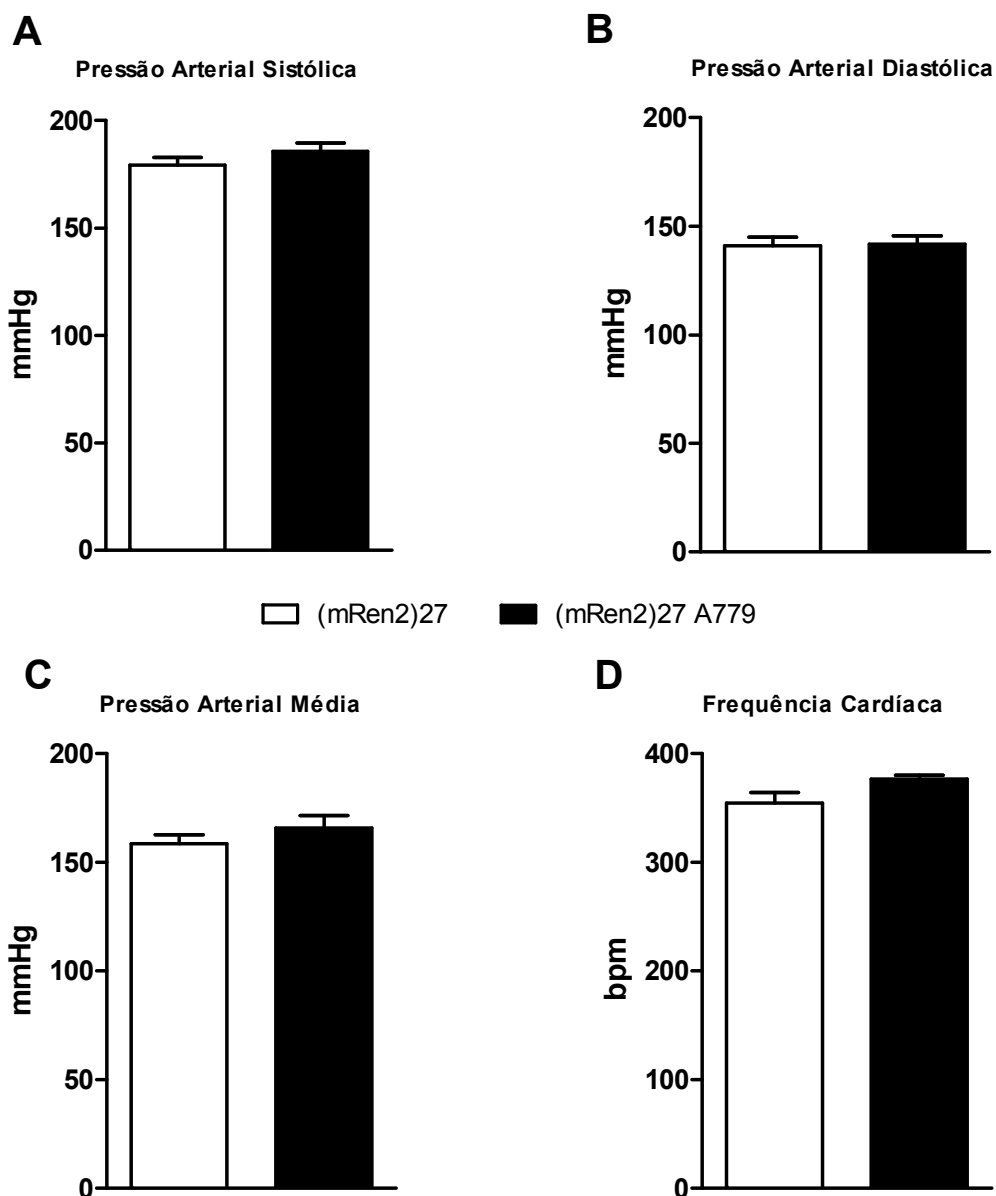 A
Pressão Arterial Sistólica
200
150
100
50
0
mmHg
B
Pressão Arterial Diastólica
200
150
100
50
0
mmHg
(mRen2)27
(mRen2)27 A779
C
Pressão Arterial Média
200
150
100
50
0
mmHg
D
Frequência Cardíaca
400
300
200
100
0
bpm